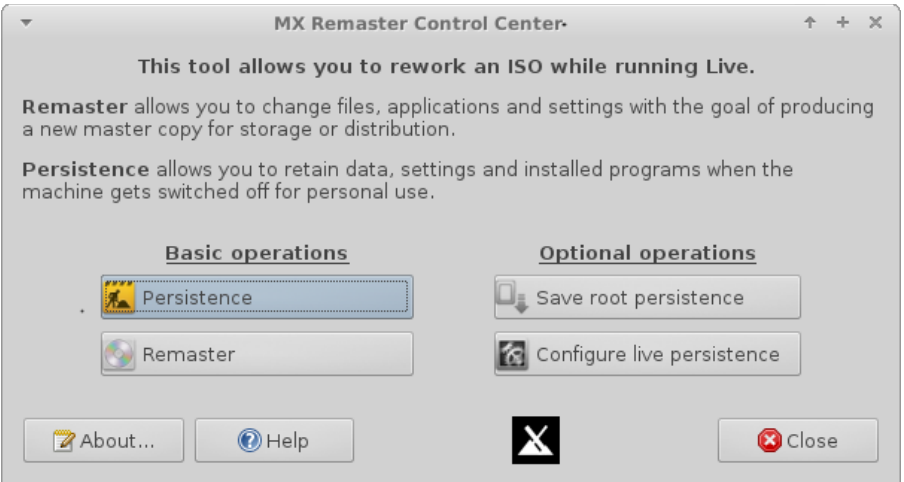 MX Remaster Control Center
This tool allows you to rework an ISO while running Live.
Remaster allows you to change files, applications and settings with the goal of producing
a new master copy for storage or distribution.
Persistence allows you to retain data, settings and installed programs when the
machine gets switched off for personal use.
Basic operations
Persistence
Remaster
Optional operations
Save root persistence
Configure live persistence
About...
Help
Close